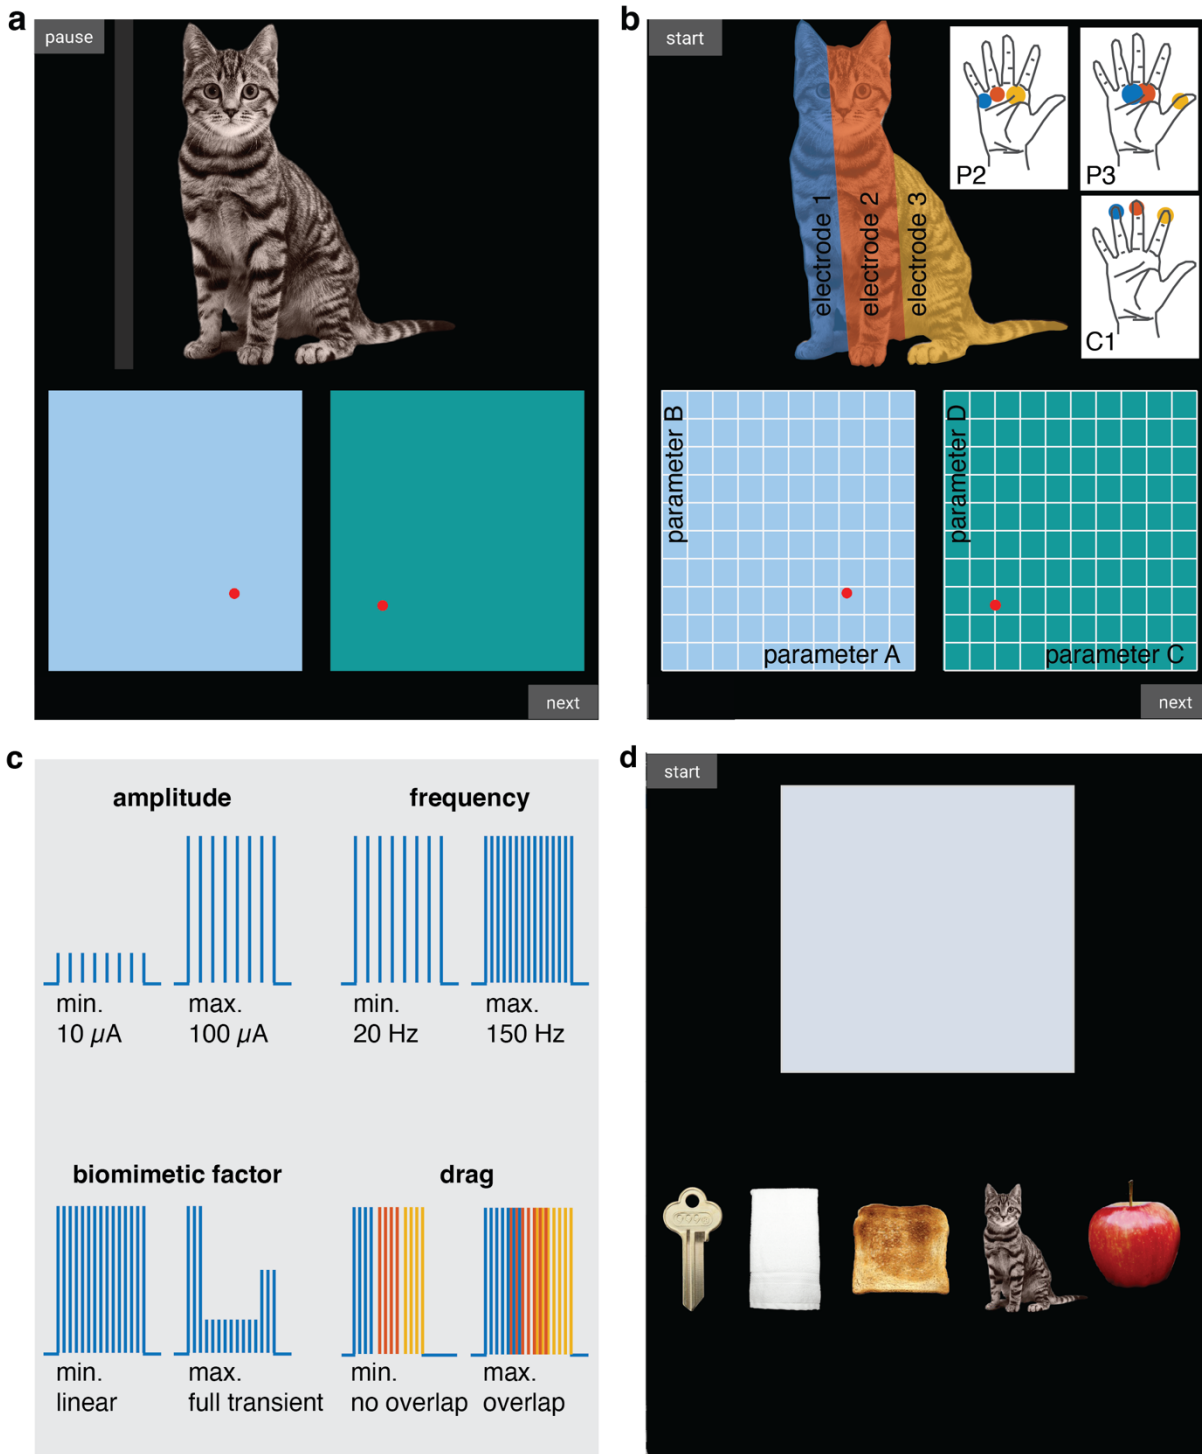 a
pause
next
b
start
electrode 1
electrode 2
electrode 3
P2
P3
C1
parameter B
parameter A
parameter D
parameter C
next
c
amplitude
frequency
min.
10 µA
max.
100 µA
min.
20 Hz
max.
150 Hz
biomimetic factor
drag
min.
linear
max.
full transient
min.
no overlap
max.
overlap
d
start